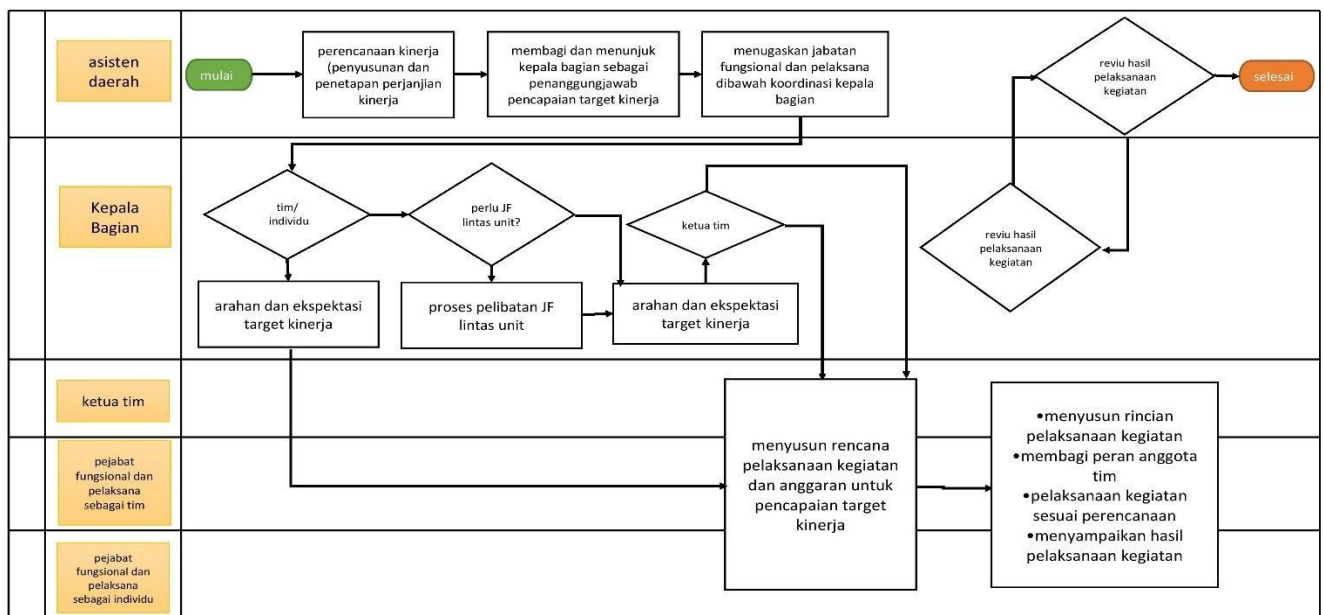 asisten
daerah
mulai
perencanaan kinerja
(penyusunan dan
penetapan perjanjian
kinerja
membagi dan menunjuk
kepala bagian sebagai
penanggungjawab
pencapaian target kinerja
menugaskan jabatan
fungsional dan pelaksana
dibawah koordinasi kepala
bagian
reviu hasil
pelaksanaan
kegiatan
selesai
Kepala
Bagian
tim/
individu
perlu JF
lintas unit?
ketua tim
reviu hasil
pelaksanaan
kegiatan
arahan dan ekspektasi
target kinerja
proses pelibatan JF
lintas unit
arahan dan ekspektasi
target kinerja
ketua tim
pejabat
fungsional dan
pelaksana
sebagai tim
pejabat
fungsional dan
pelaksana
sebagai individu
menyusun rencana
pelaksanaan kegiatan
dan anggaran untuk
pencapaian target
kinerja
•menyusun rincian
pelaksanaan kegiatan
•membagi peran anggota
tim
•pelaksanaan kegiatan
sesuai perencanaan
•menyampaikan hasil
pelaksanaan kegiatan